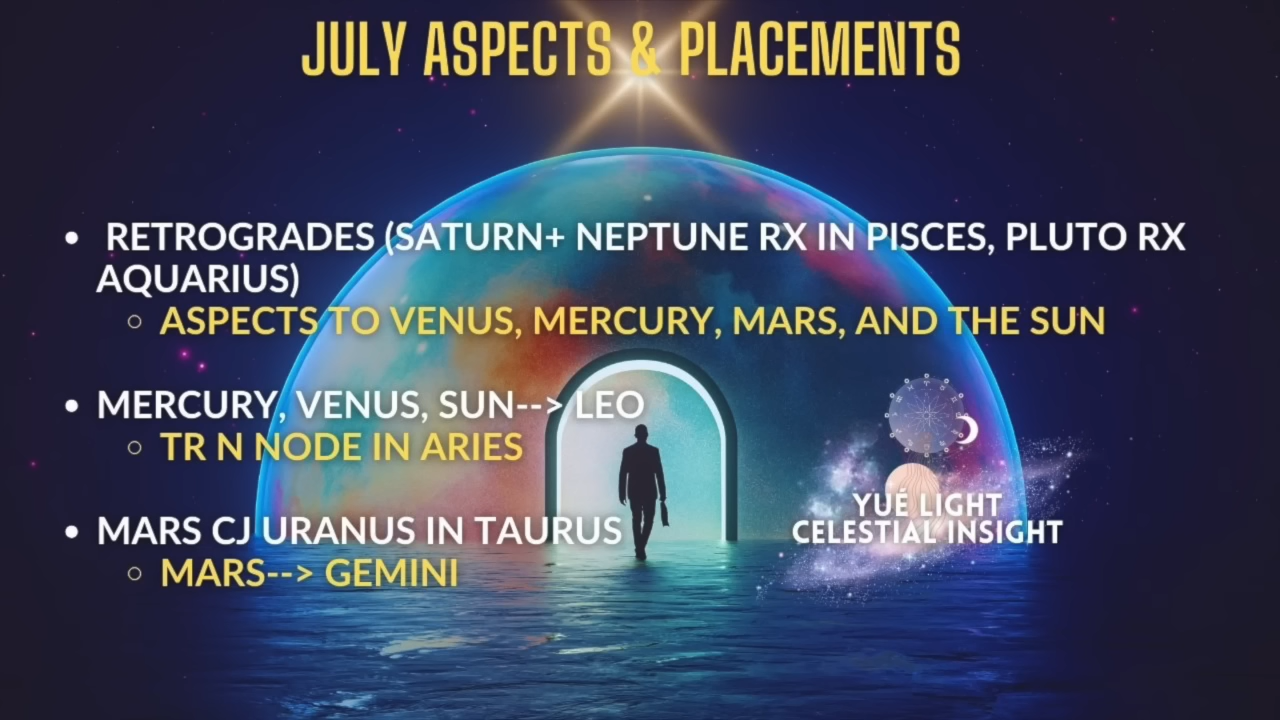 JULY ASPECTS & PLACEMENTS
• RETROGRADES (SATURN+ NEPTUNE RX IN PISCES, PLUTO RX
AQUARIUS)
○ ASPECTS TO VENUS, MERCURY, MARS, AND THE SUN
• MERCURY, VENUS, SUN--> LEO
○ TR N NODE IN ARIES
• MARS CJ URANUS IN TAURUS
○ MARS--> GEMINI
YUÉ LIGHT
CELESTIAL INSIGHT